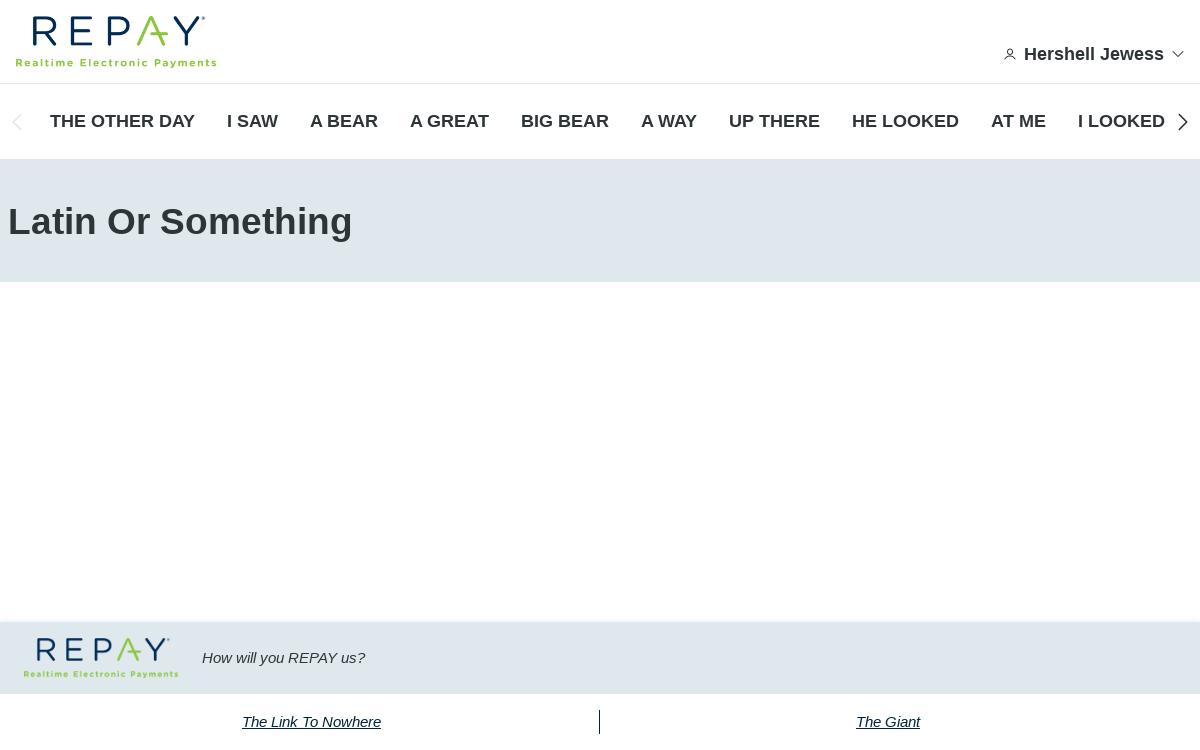 REPAY®
Realtime Electronic Payments
Hershell Jewess
THE OTHER DAY I SAW A BEAR A GREAT BIG BEAR A WAY UP THERE HE LOOKED AT ME I LOOKED
Latin Or Something
REPAY®
Realtime Electronic Payments
How will you REPAY us?
The Link To Nowhere
The Giant